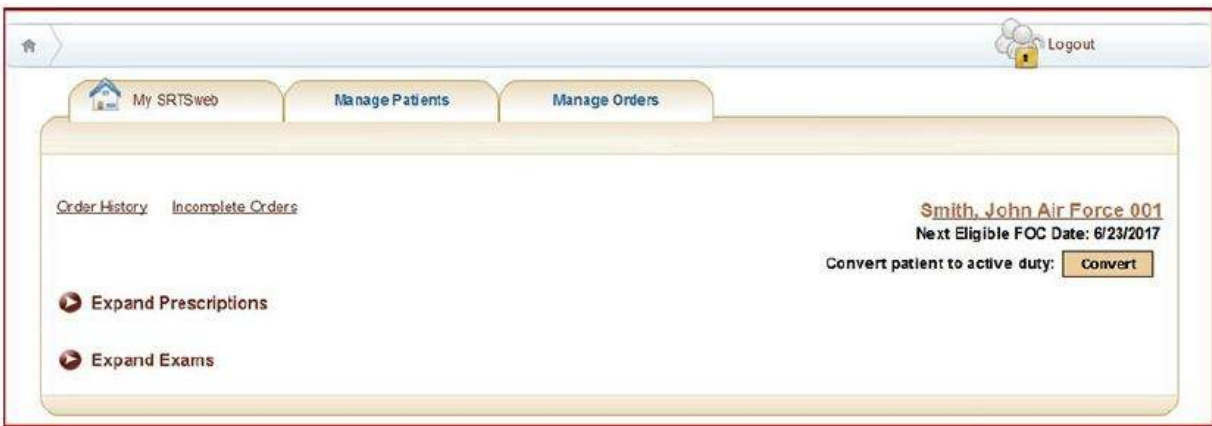 Logout
My SRTSweb Manage Patients Manage Orders
Order History Incomplete Orders
Smith, John Air Force 001
Next Eligible FOC Date: 6/23/2017
Convert patient to active duty: Convert
Expand Prescriptions
Expand Exams